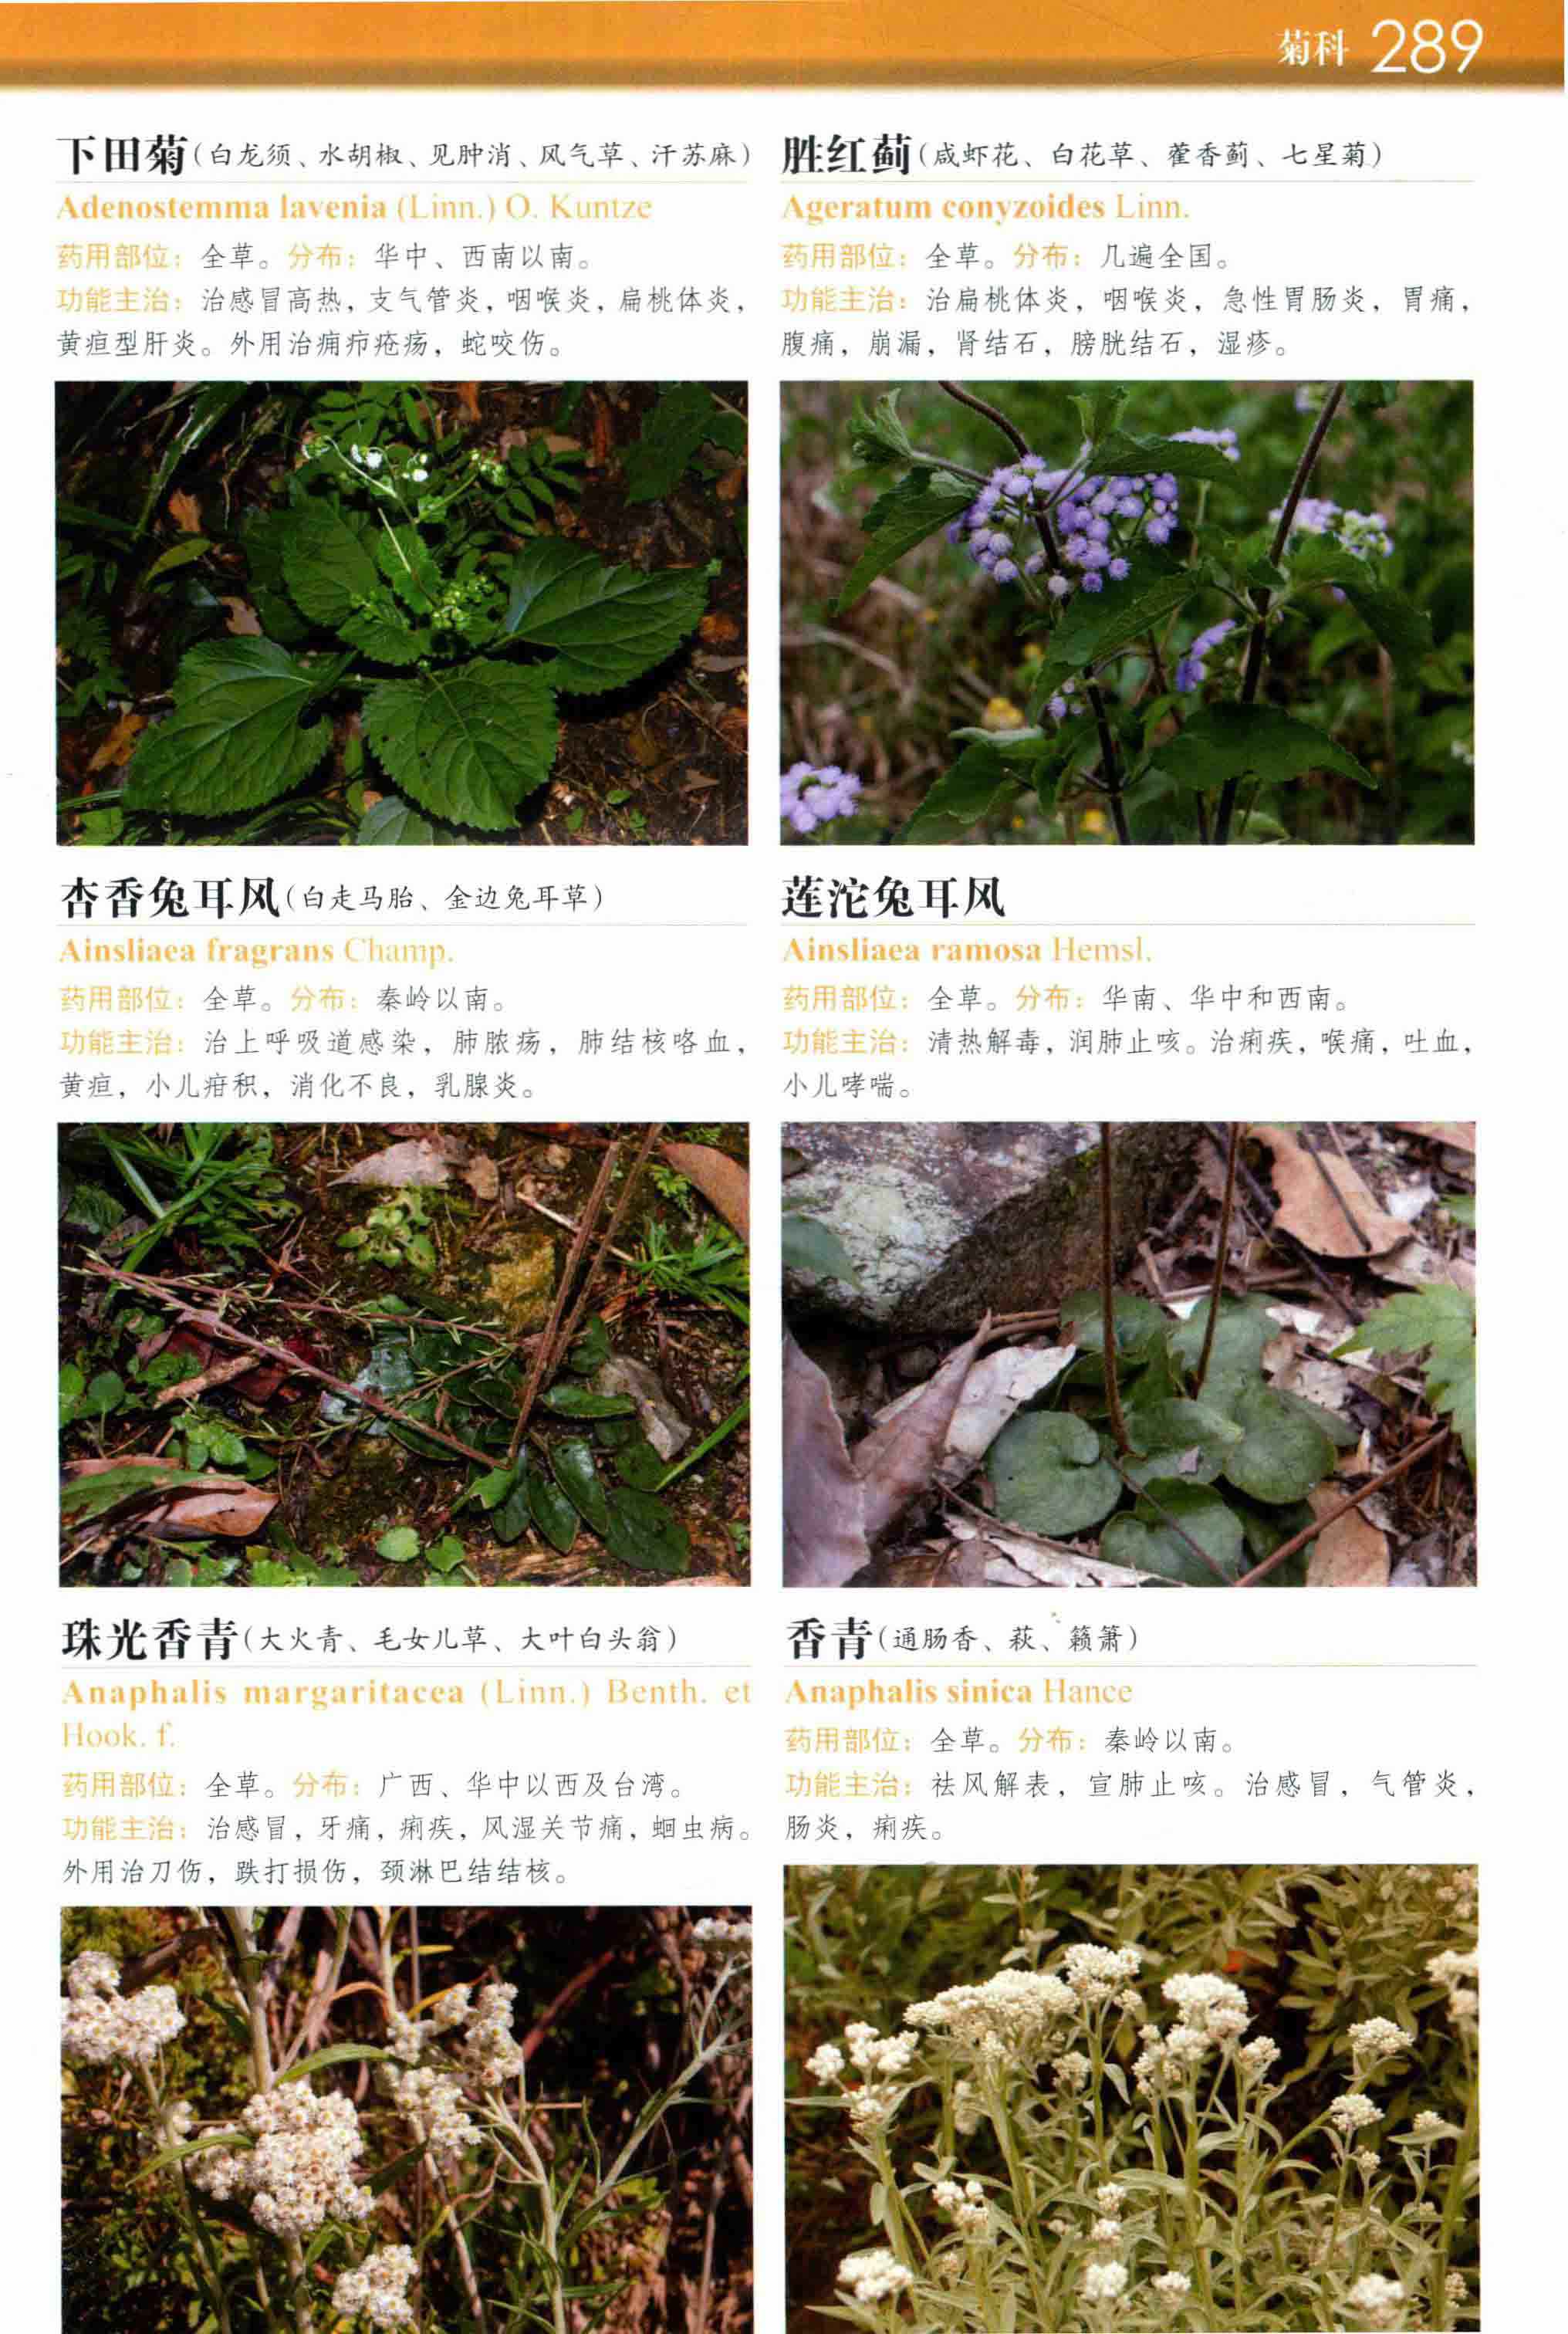 菊科 289
下田菊(白龙须、水胡椒、见肿消、风气草、汗苏麻)
Adenostemma lavenia (Linn.) O. Kuntze
药用部位：全草。分布：华中、西南以南。
功能主治：治感冒高热，支气管炎，咽喉炎，扁桃体炎，
黄疸型肝炎。外用治痈疖疮疡，蛇咬伤。
胜红蓟(咸虾花、白花草、藿香蓟、七星菊)
Ageratum conyzoides Linn.
药用部位：全草。分布：几遍全国。
功能主治：治扁桃体炎，咽喉炎，急性胃肠炎，胃痛，
腹痛，崩漏，肾结石，膀胱结石，湿疹。
杏香兔耳风(白走马胎、金边兔耳草)
Ainsliaea fragrans Champ.
药用部位：全草。分布：秦岭以南。
功能主治：治上呼吸道感染，肺脓疡，肺结核咯血，
黄疸，小儿疳积，消化不良，乳腺炎。
莲沱兔耳风
Ainsliaea ramosa Hemsl.
药用部位：全草。分布：华南、华中和西南。
功能主治：清热解毒，润肺止咳。治痢疾，喉痛，吐血，
小儿哮喘。
珠光香青(大火青、毛女儿草、大叶白头翁)
Anaphalis margaritacea (Linn.) Benth. et
Hook. f.
药用部位：全草。分布：广西、华中以西及台湾。
功能主治：治感冒，牙痛，痢疾，风湿关节痛，蛔虫病。
外用治刀伤，跌打损伤，颈淋巴结结核。
香青(通肠香、萩、籁箫)
Anaphalis sinica Hance
药用部位：全草。分布：秦岭以南。
功能主治：祛风解表，宣肺止咳。治感冒，气管炎，
肠炎，痢疾。